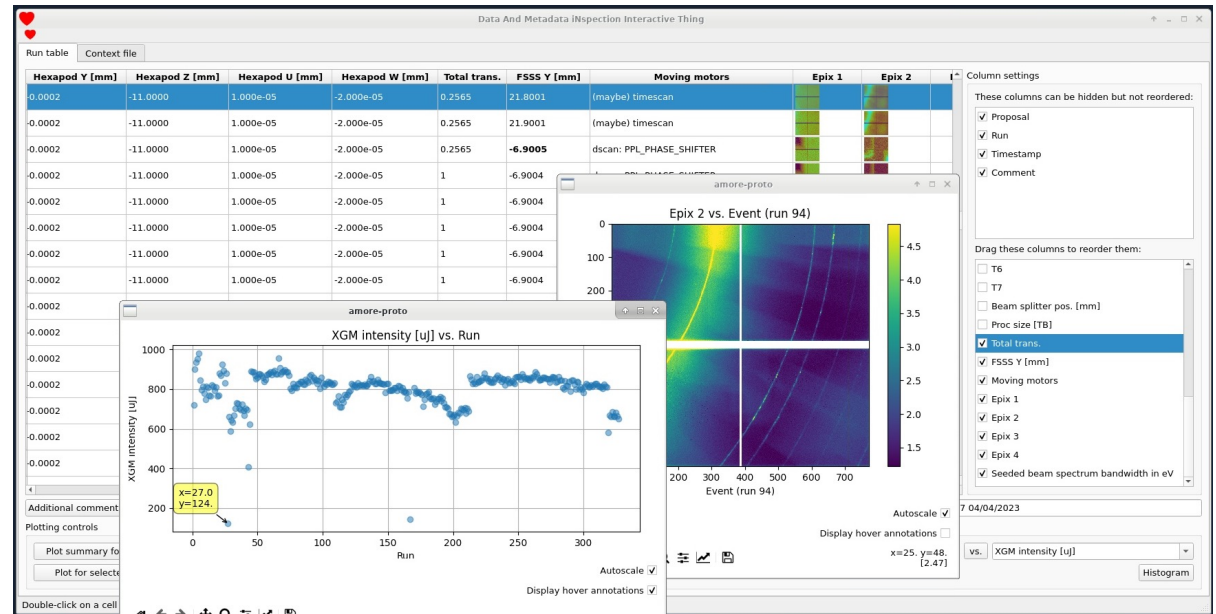 Data And Metadata iNspection Interactive Thing
Run table Context file
Hexapod Y [mm] Hexapod Z [mm] Hexapod U [mm] Hexapod W [mm] Total trans. FSSS Y [mm] Moving motors Epix 1 Epix 2
-0.0002 -11.0000 1.000e-05 -2.000e-05 0.2565 21.8001 (maybe) timescan
-0.0002 -11.0000 1.000e-05 -2.000e-05 0.2565 21.9001 (maybe) timescan
-0.0002 -11.0000 1.000e-05 -2.000e-05 0.2565 -6.9005 dscan: PPL_PHASE_SHIFTER
-0.0002 -11.0000 1.000e-05 -2.000e-05 1 -6.9004
-0.0002 -11.0000 1.000e-05 -2.000e-05 1 -6.9004
-0.0002 -11.0000 1.000e-05 -2.000e-05 1 -6.9004
-0.0002 -11.0000 1.000e-05 -2.000e-05 1 -6.9004
-0.0002 -11.0000 1.000e-05 -2.000e-05 1 -6.9004
-0.0002
-0.0002
-0.0002
-0.0002
-0.0002
-0.0002
-0.0002
Additional comment
7 04/04/2023
Plotting controls
Plot summary fo
Plot for selecte
vs. XGM intensity [uJ]
Histogram
Double-click on a cell
Column settings
These columns can be hidden but not reordered:
Proposal
Run
Timestamp
Comment
Drag these columns to reorder them:
T6
T7
Beam splitter pos. [mm]
Proc size [TB]
Total trans.
FSSS Y [mm]
Moving motors
Epix 1
Epix 2
Epix 3
Epix 4
Seeded beam spectrum bandwidth in eV
amore-proto
Epix 2 vs. Event (run 94)
0
100
200
4.5
4.0
3.5
3.0
2.5
2.0
1.5
200 300 400 500 600 700
Event (run 94)
Autoscale
Display hover annotations
x=25. y=48.
[2.47]
amore-proto
XGM intensity [uJ] vs. Run
XGM intensity [uJ]
1000
800
600
400
200
x=27.0
y=124.
0 50 100 150 200 250 300
Run
Autoscale
Display hover annotations